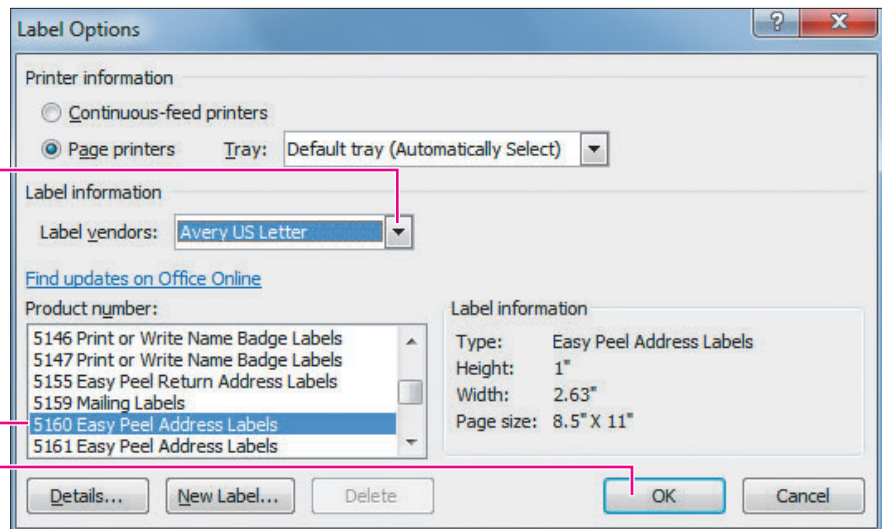 Label Options
Printer information
Continuous-feed printers
Page printers Tray: Default tray (Automatically Select)
Label information
Label vendors: Avery US Letter
Find updates on Office Online
Product number:
5146 Print or Write Name Badge Labels
5147 Print or Write Name Badge Labels
5155 Easy Peel Return Address Labels
5159 Mailing Labels
5160 Easy Peel Address Labels
5161 Easy Peel Address Labels
Label information
Type: Easy Peel Address Labels
Height: 1"
Width: 2.63"
Page size: 8.5" X 11"
Details... New Label... Delete OK Cancel